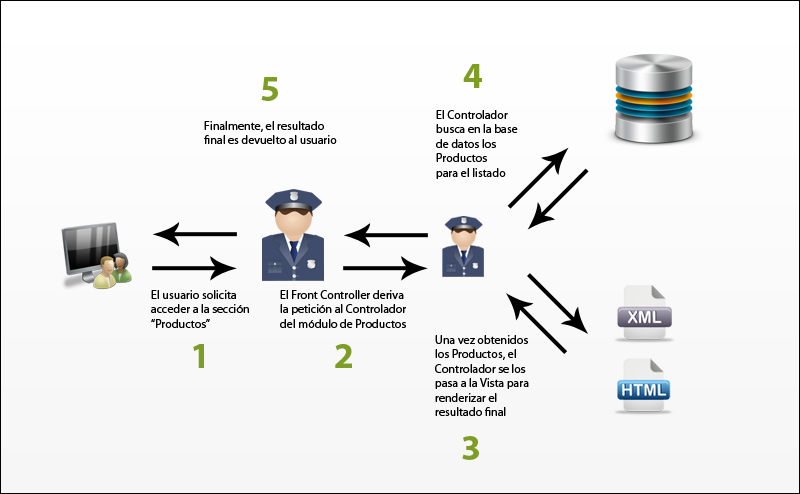 5
Finalmente, el resultado
final es devuelto al usuario
4
El Controlador
busca en la base
de datos los
Productos
para el listado
El usuario solicita
acceder a la sección
“Productos”
1
El Front Controller deriva
la petición al Controlador
del módulo de Productos
2
Una vez obtenidos
los Productos, el
Controlador se los
pasa a la Vista para
renderizar el
resultado final
3
XML
HTML